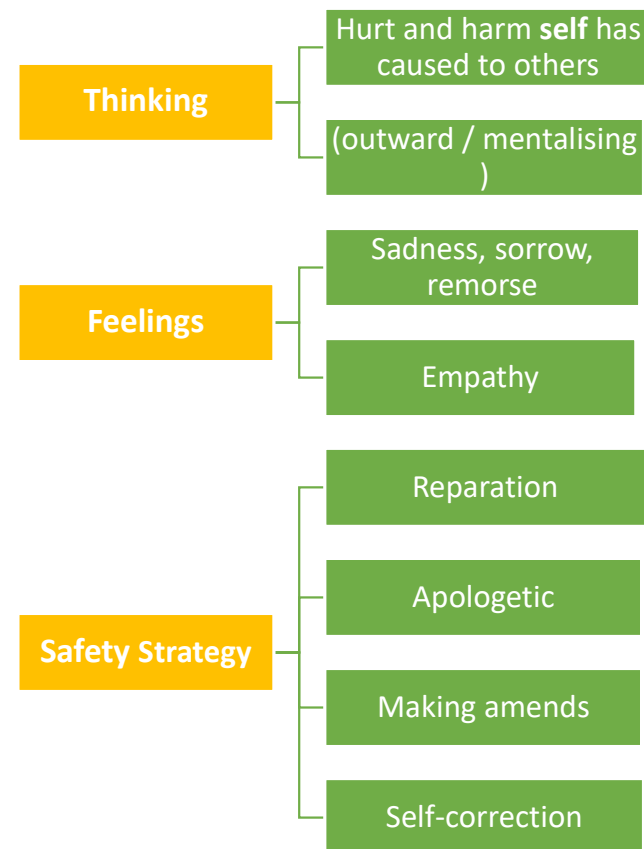 Thinking
Hurt and harm self has
caused to others
(outward / mentalising
)
Feelings
Sadness, sorrow,
remorse
Empathy
Safety Strategy
Reparation
Apologetic
Making amends
Self-correction